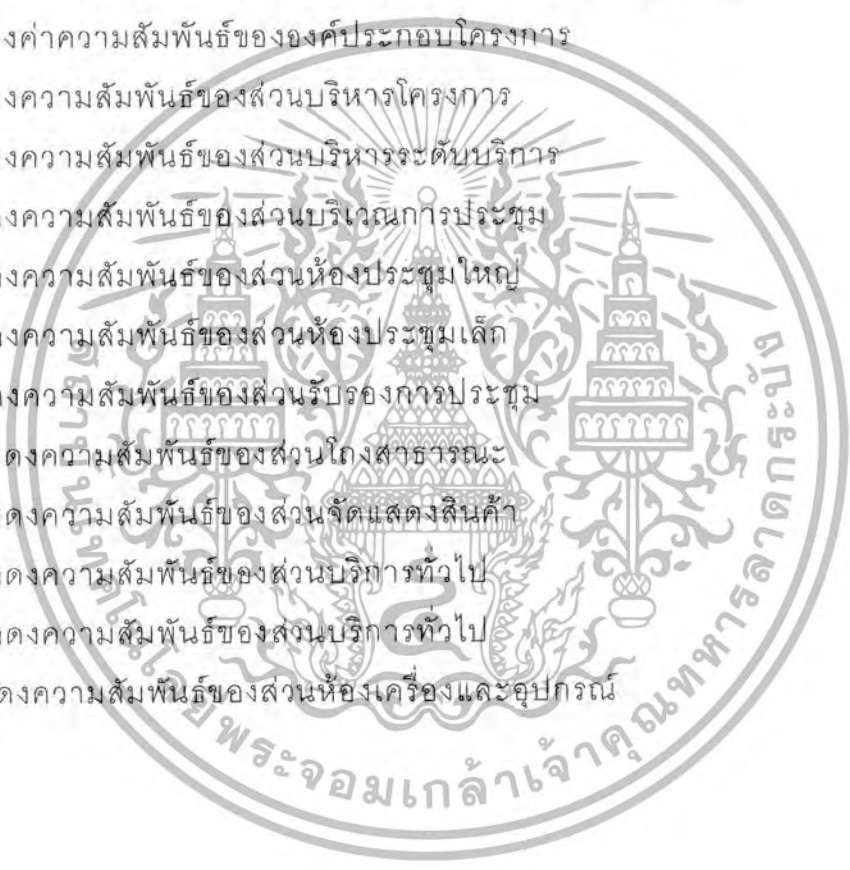 งค่าความสัมพันธ์ขององค์ประกอบโครงการ
งความสัมพันธ์ของส่วนบริหารโครงการ
งความสัมพันธ์ของส่วนบริหารระดับบริการ
งความสัมพันธ์ของส่วนบริเวณการประชุม
งความสัมพันธ์ของส่วนห้องประชุมใหญ่
งความสัมพันธ์ของส่วนห้องประชุมเล็ก
งความสัมพันธ์ของส่วนรับรองการประชุม
ดงความสัมพันธ์ของส่วนโถงสาธารณะ
ดงความสัมพันธ์ของส่วนจัดแสดงสินค้า
ดงความสัมพันธ์ของส่วนบริการทั่วไป
ดงความสัมพันธ์ของส่วนบริการทั่วไป
ดงความสัมพันธ์ของส่วนห้องเครื่องและอุปกรณ์
สถาบันเทคโนโลยีพระจอมเกล้าเจ้าคุณทหารลาดกระบัง